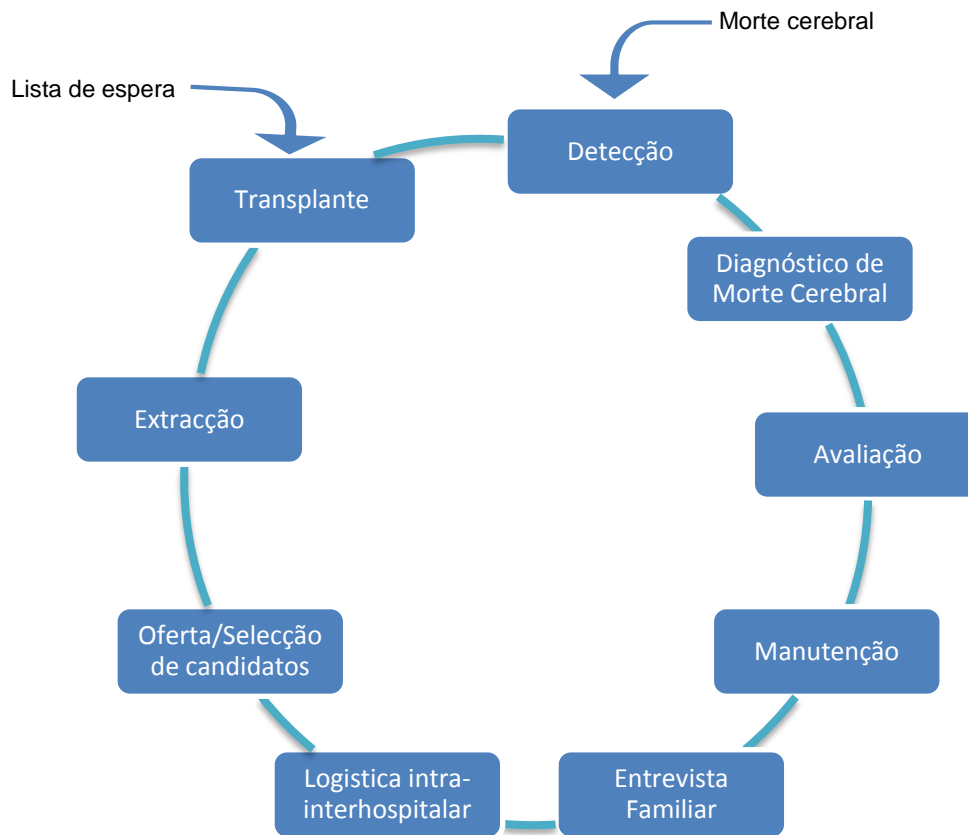 Morte cerebral
Lista de espera
Detecção
Transplante
Diagnóstico de
Morte Cerebral
Extracção
Avaliação
Oferta/Selecção
de candidatos
Manutenção
Logistica intra-
interhospitalar
Entrevista
Familiar